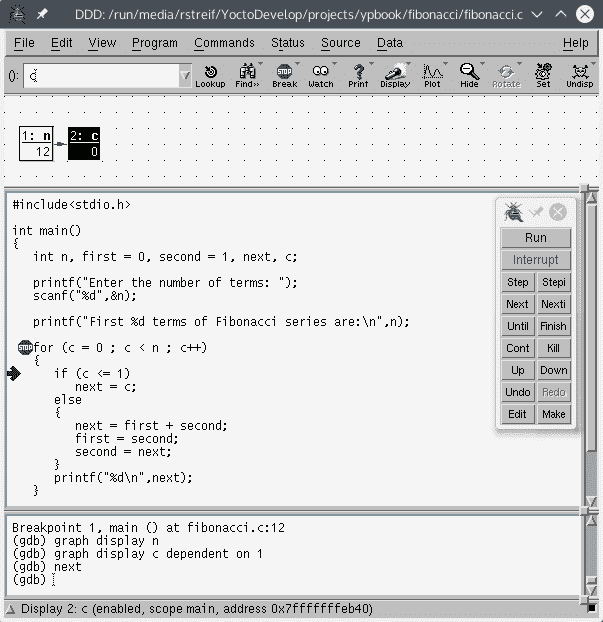 DDD: /run/media/rstreif/YoctoDevelop/projects/ypbook/fibonacci/fibonacci.c
File Edit View Program Commands Status Source Data Help
(): c
Lookup Find>> Break Watch Print Display Plot Hide Rotate Set Undisp
1: n
12
2: c
0
#include<stdio.h>
int main()
{
int n, first = 0, second = 1, next, c;
printf("Enter the number of terms: ");
scanf("%d",&n);
printf("First %d terms of Fibonacci series are:\n",n);
STOP for (c = 0 ; c < n ; c++)
{
if (c <= 1)
next = c;
else
{
next = first + second;
first = second;
second = next;
}
printf("%d\n",next);
}
Run
Interrupt
Step Stepi
Next Nexti
Until Finish
Cont Kill
Up Down
Undo Redo
Edit Make
Breakpoint 1, main () at fibonacci.c:12
(gdb) graph display n
(gdb) graph display c dependent on 1
(gdb) next
(gdb)
Display 2: c (enabled, scope main, address 0x7fffffffeb40)